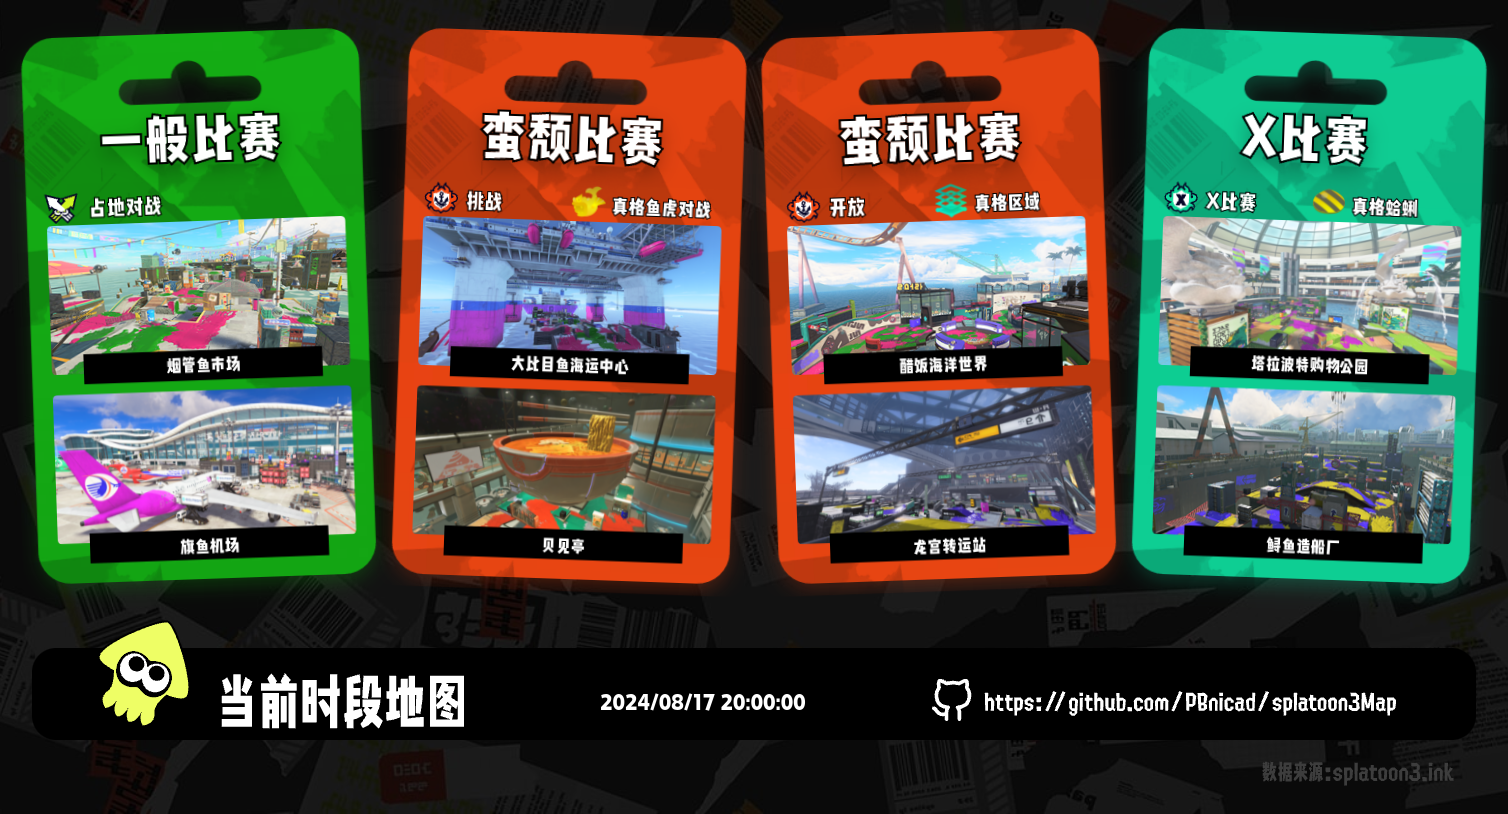 一般比赛
占地对战
烟管鱼市场
旗鱼机场
蛮颓比赛
挑战
真格鱼虎对战
大比目鱼海运中心
贝见亭
蛮颓比赛
开放
真格区域
醋饭海洋世界
龙宫转运站
X比赛
X比赛
真格蛤蜊
塔拉波特购物公园
鲟鱼造船厂
当前时段地图
2024/08/17 20:00:00
https://github.com/PBnicad/splatoon3Map
数据来源:splatoon3.ink